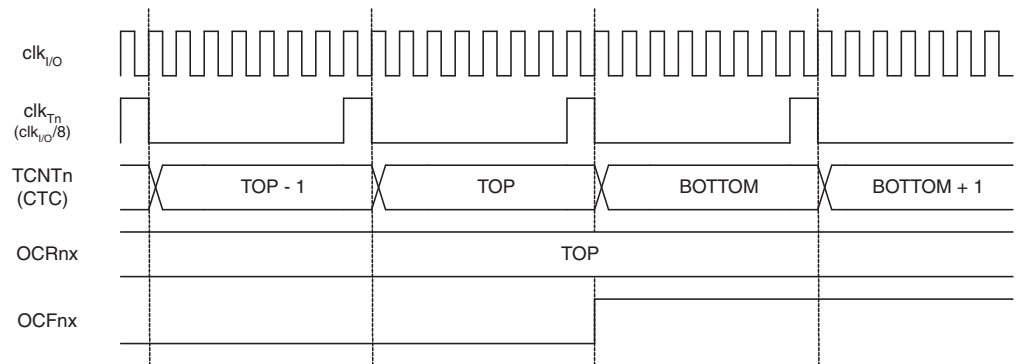 clkI/O
clkTn
(clkI/O/8)
TCNTn
(CTC)
TOP - 1
TOP
BOTTOM
BOTTOM + 1
OCRnx
TOP
OCFnx